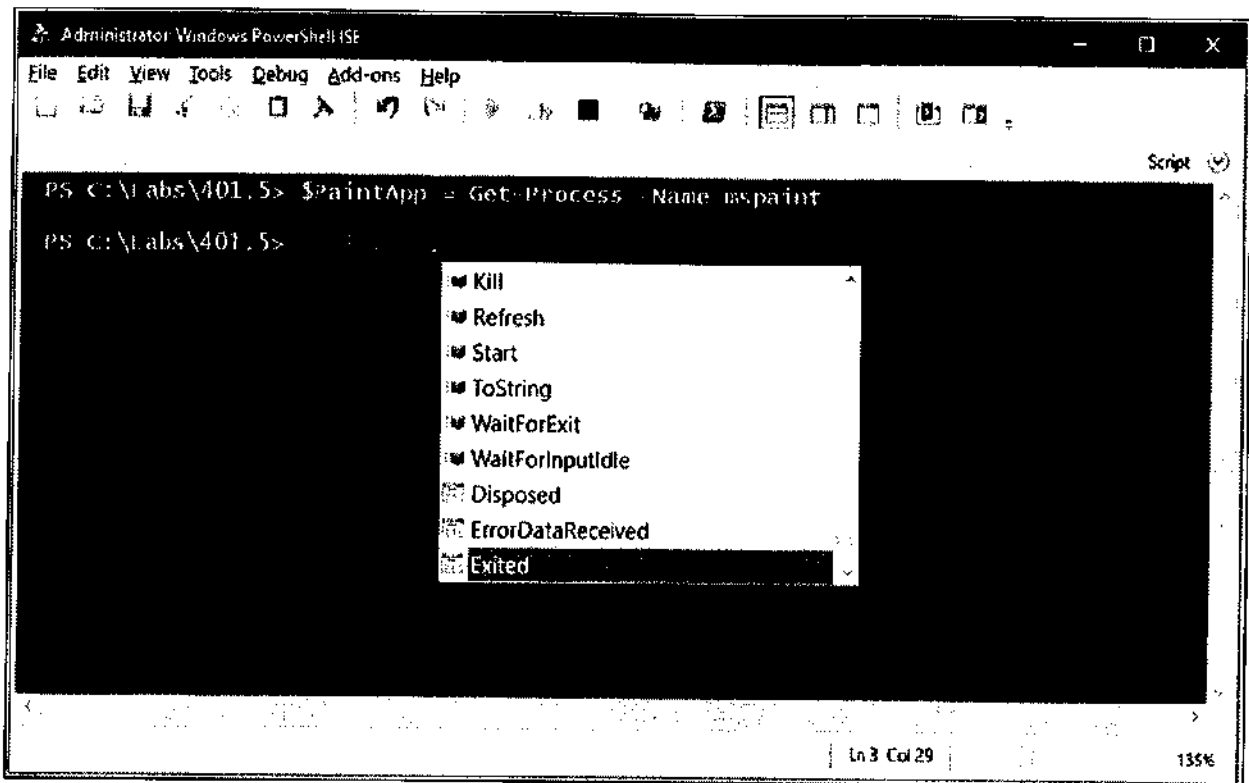 Administrator Windows PowerShell ISE
File Edit View Tools Debug Add-ons Help
Script
PS C:\Labs\401.5> $PaintApp = Get-Process -Name mspaint
PS C:\Labs\401.5>
Kill
Refresh
Start
ToString
WaitForExit
WaitForInputIdle
Disposed
ErrorDataReceived
Exited
Ln 3 Col 29
135%